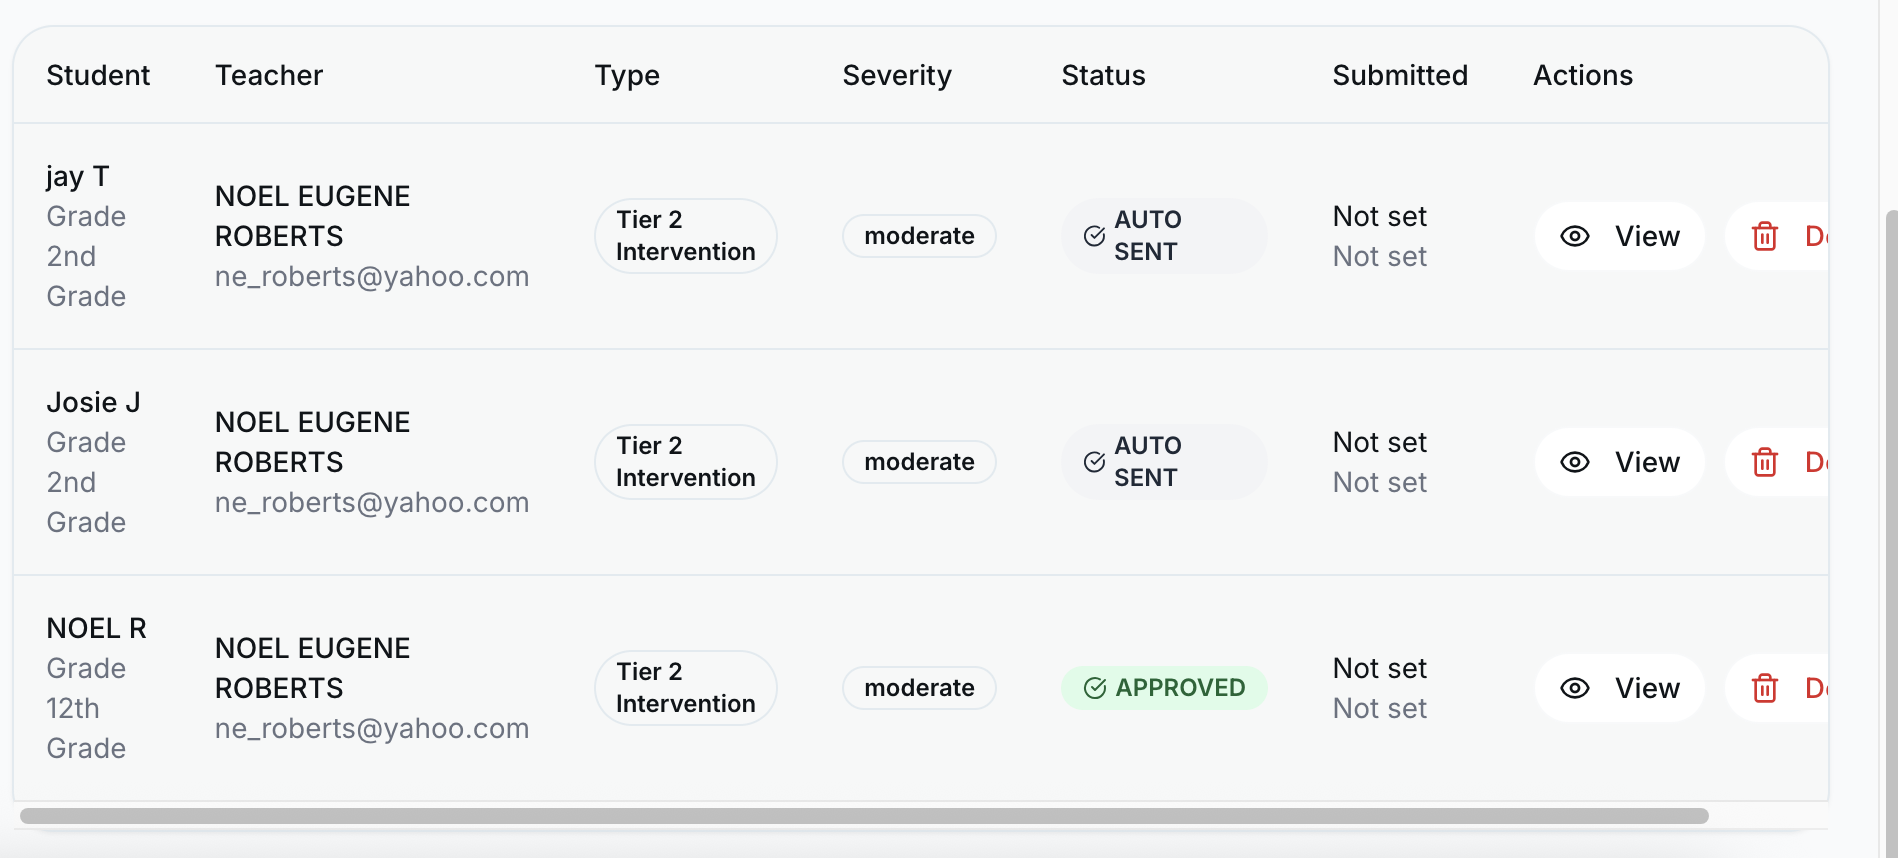 Student Teacher Type Severity Status Submitted Actions
jay T
Grade
2nd
Grade
NOEL EUGENE
ROBERTS
ne_roberts@yahoo.com
Tier 2
Intervention
moderate
AUTO
SENT
Not set
Not set
View
Josie J
Grade
2nd
Grade
NOEL EUGENE
ROBERTS
ne_roberts@yahoo.com
Tier 2
Intervention
moderate
AUTO
SENT
Not set
Not set
View
NOEL R
Grade
12th
Grade
NOEL EUGENE
ROBERTS
ne_roberts@yahoo.com
Tier 2
Intervention
moderate
APPROVED
Not set
Not set
View